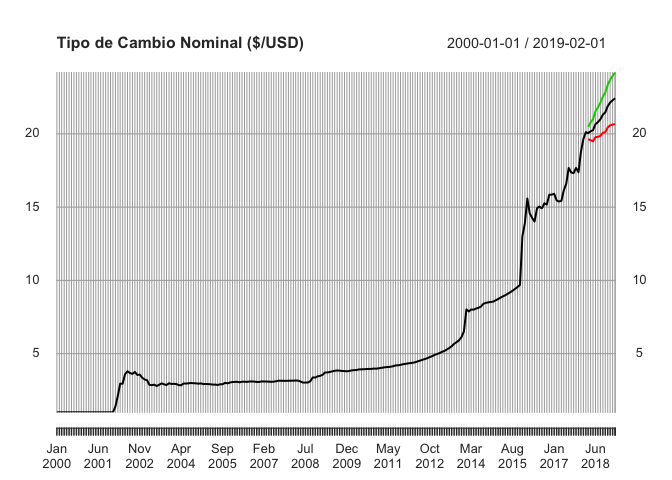 Tipo de Cambio Nominal ($/USD) 2000-01-01 / 2019-02-01
20 20
15 15
10 10
5 5
Jan Jun Nov Apr Sep Feb Jul Dec May Oct Mar Aug Jan Jun
2000 2001 2002 2004 2005 2007 2008 2009 2011 2012 2014 2015 2017 2018